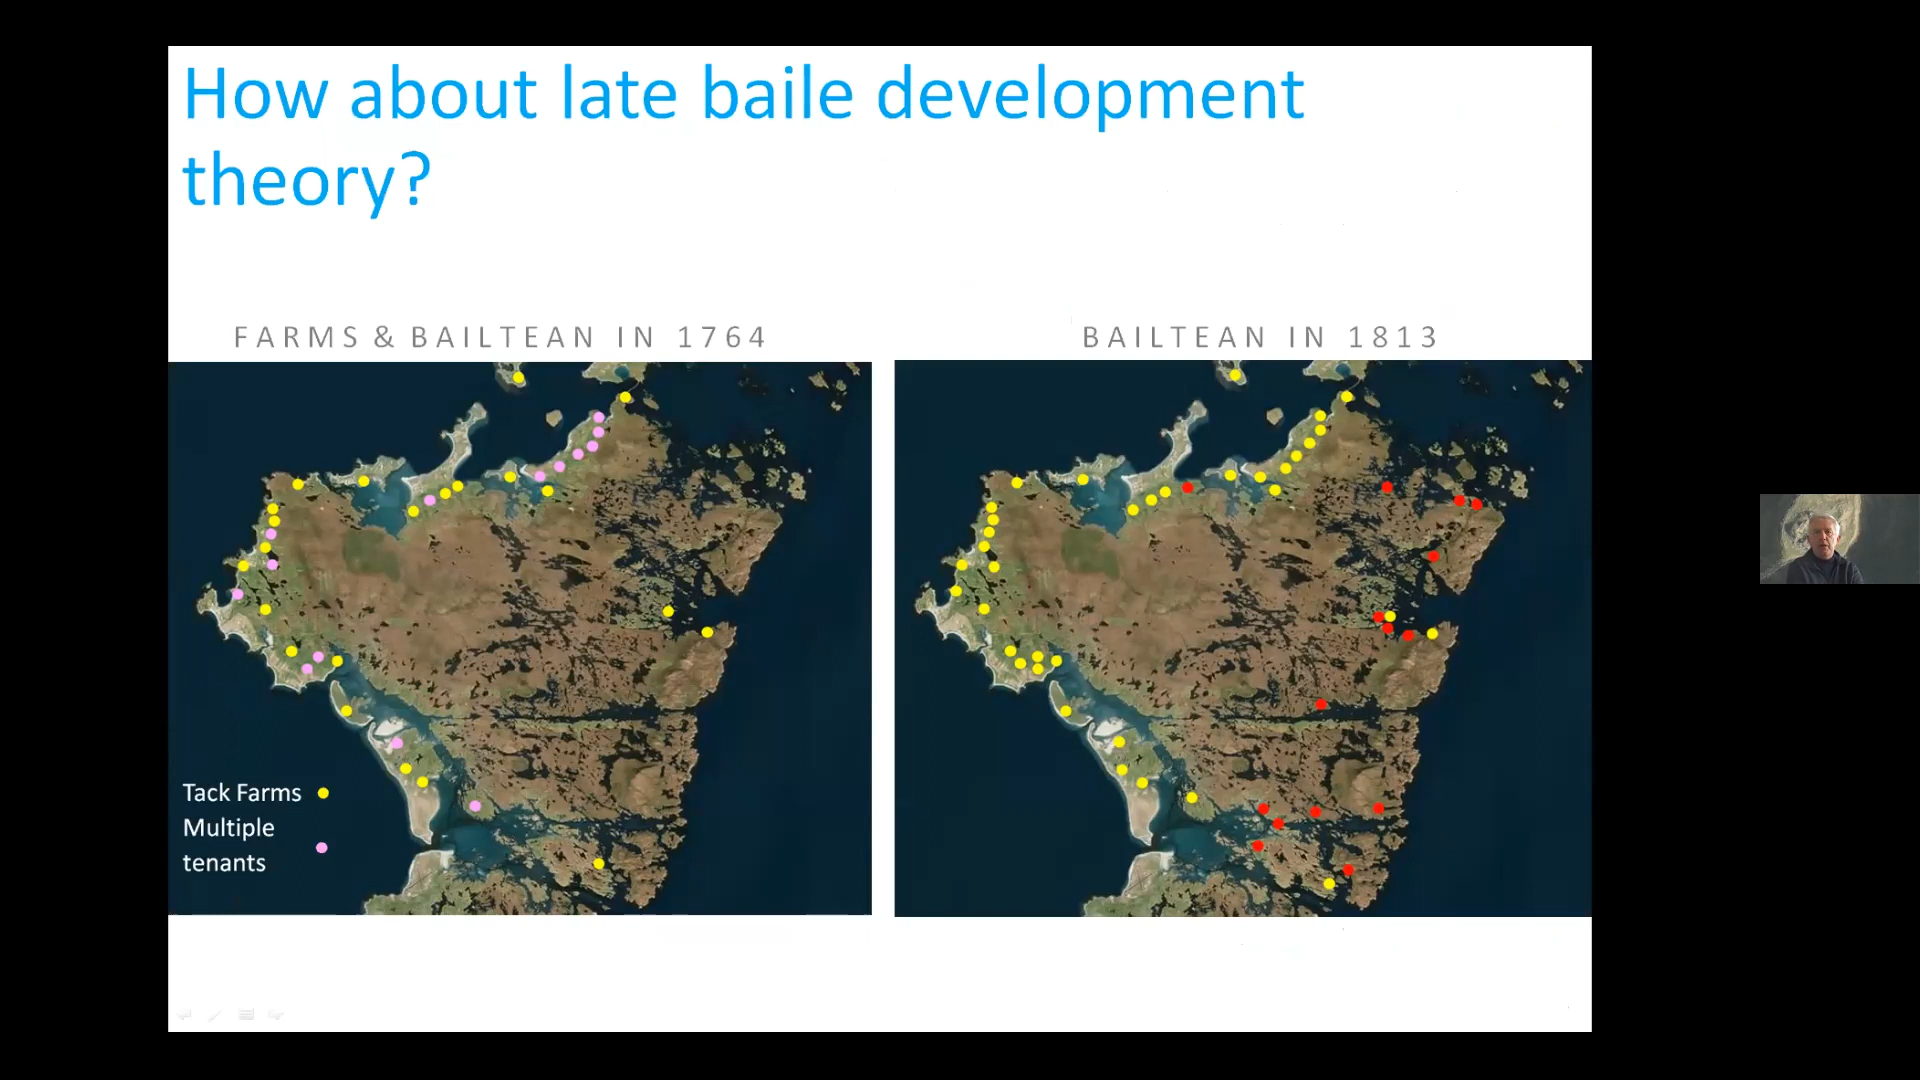 How about late baile development
theory?
FARMS & BAILTEAN IN 1764
BAILTEAN IN 1813
Tack Farms
Multiple
tenants